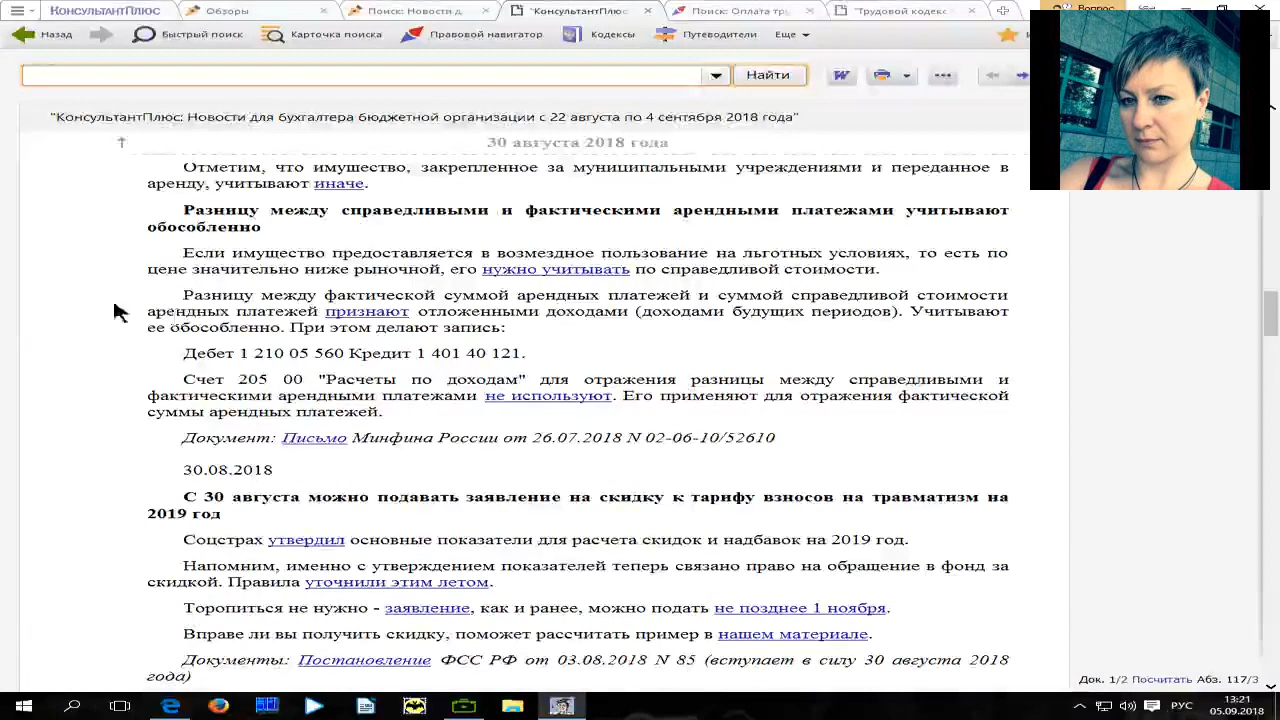 КОНСУЛЬТАНТПЛЮС
Обзоры
Поиск: Новости д
"КонсультантПлюс
Поиск: Оплата тр
"Трудовой кодекс
Вопрос
Назад
Быстрый поиск
Карточка поиска
Правовой навигатор
Кодексы
Путеводители
Еще
Найти
"КонсультантПлюс: Новости для бухгалтера бюджетной организации с 22 августа по 4 сентября 2018 года"
30 августа 2018 года
Отметим, что имущество, закрепленное за муниципальными учреждениями и переданное в
аренду, учитывают иначе.
Разницу между справедливыми и фактическими арендными платежами учитывают
обособленно
Если имущество предоставляется в возмездное пользование на льготных условиях, то есть по
цене значительно ниже рыночной, его нужно учитывать по справедливой стоимости.
Разницу между фактической суммой арендных платежей и суммой справедливой стоимости
арендных платежей признают отложенными доходами (доходами будущих периодов). Учитывают
ее обособленно. При этом делают запись:
Дебет 1 210 05 560 Кредит 1 401 40 121.
Счет 205 00 "Расчеты по доходам" для отражения разницы между справедливыми и
фактическими арендными платежами не используют. Его применяют для отражения фактической
суммы арендных платежей.
Документ: Письмо Минфина России от 26.07.2018 N 02-06-10/52610
30.08.2018
С 30 августа можно подавать заявление на скидку к тарифу взносов на травматизм на
2019 год
Соцстрах утвердил основные показатели для расчета скидок и надбавок на 2019 год.
Напомним, именно с утверждением показателей теперь связано право на обращение в фонд за
скидкой. Правила уточнили этим летом.
Торопиться не нужно - заявление, как и ранее, можно подать не позднее 1 ноября.
Вправе ли вы получить скидку, поможет рассчитать пример в нашем материале.
Документы: Постановление ФСС РФ от 03.08.2018 N 85 (вступает в силу 30 августа 2018
года)
Док. 1/2 Посчитать Абз. 117/3
РУС
13:21
05.09.2018